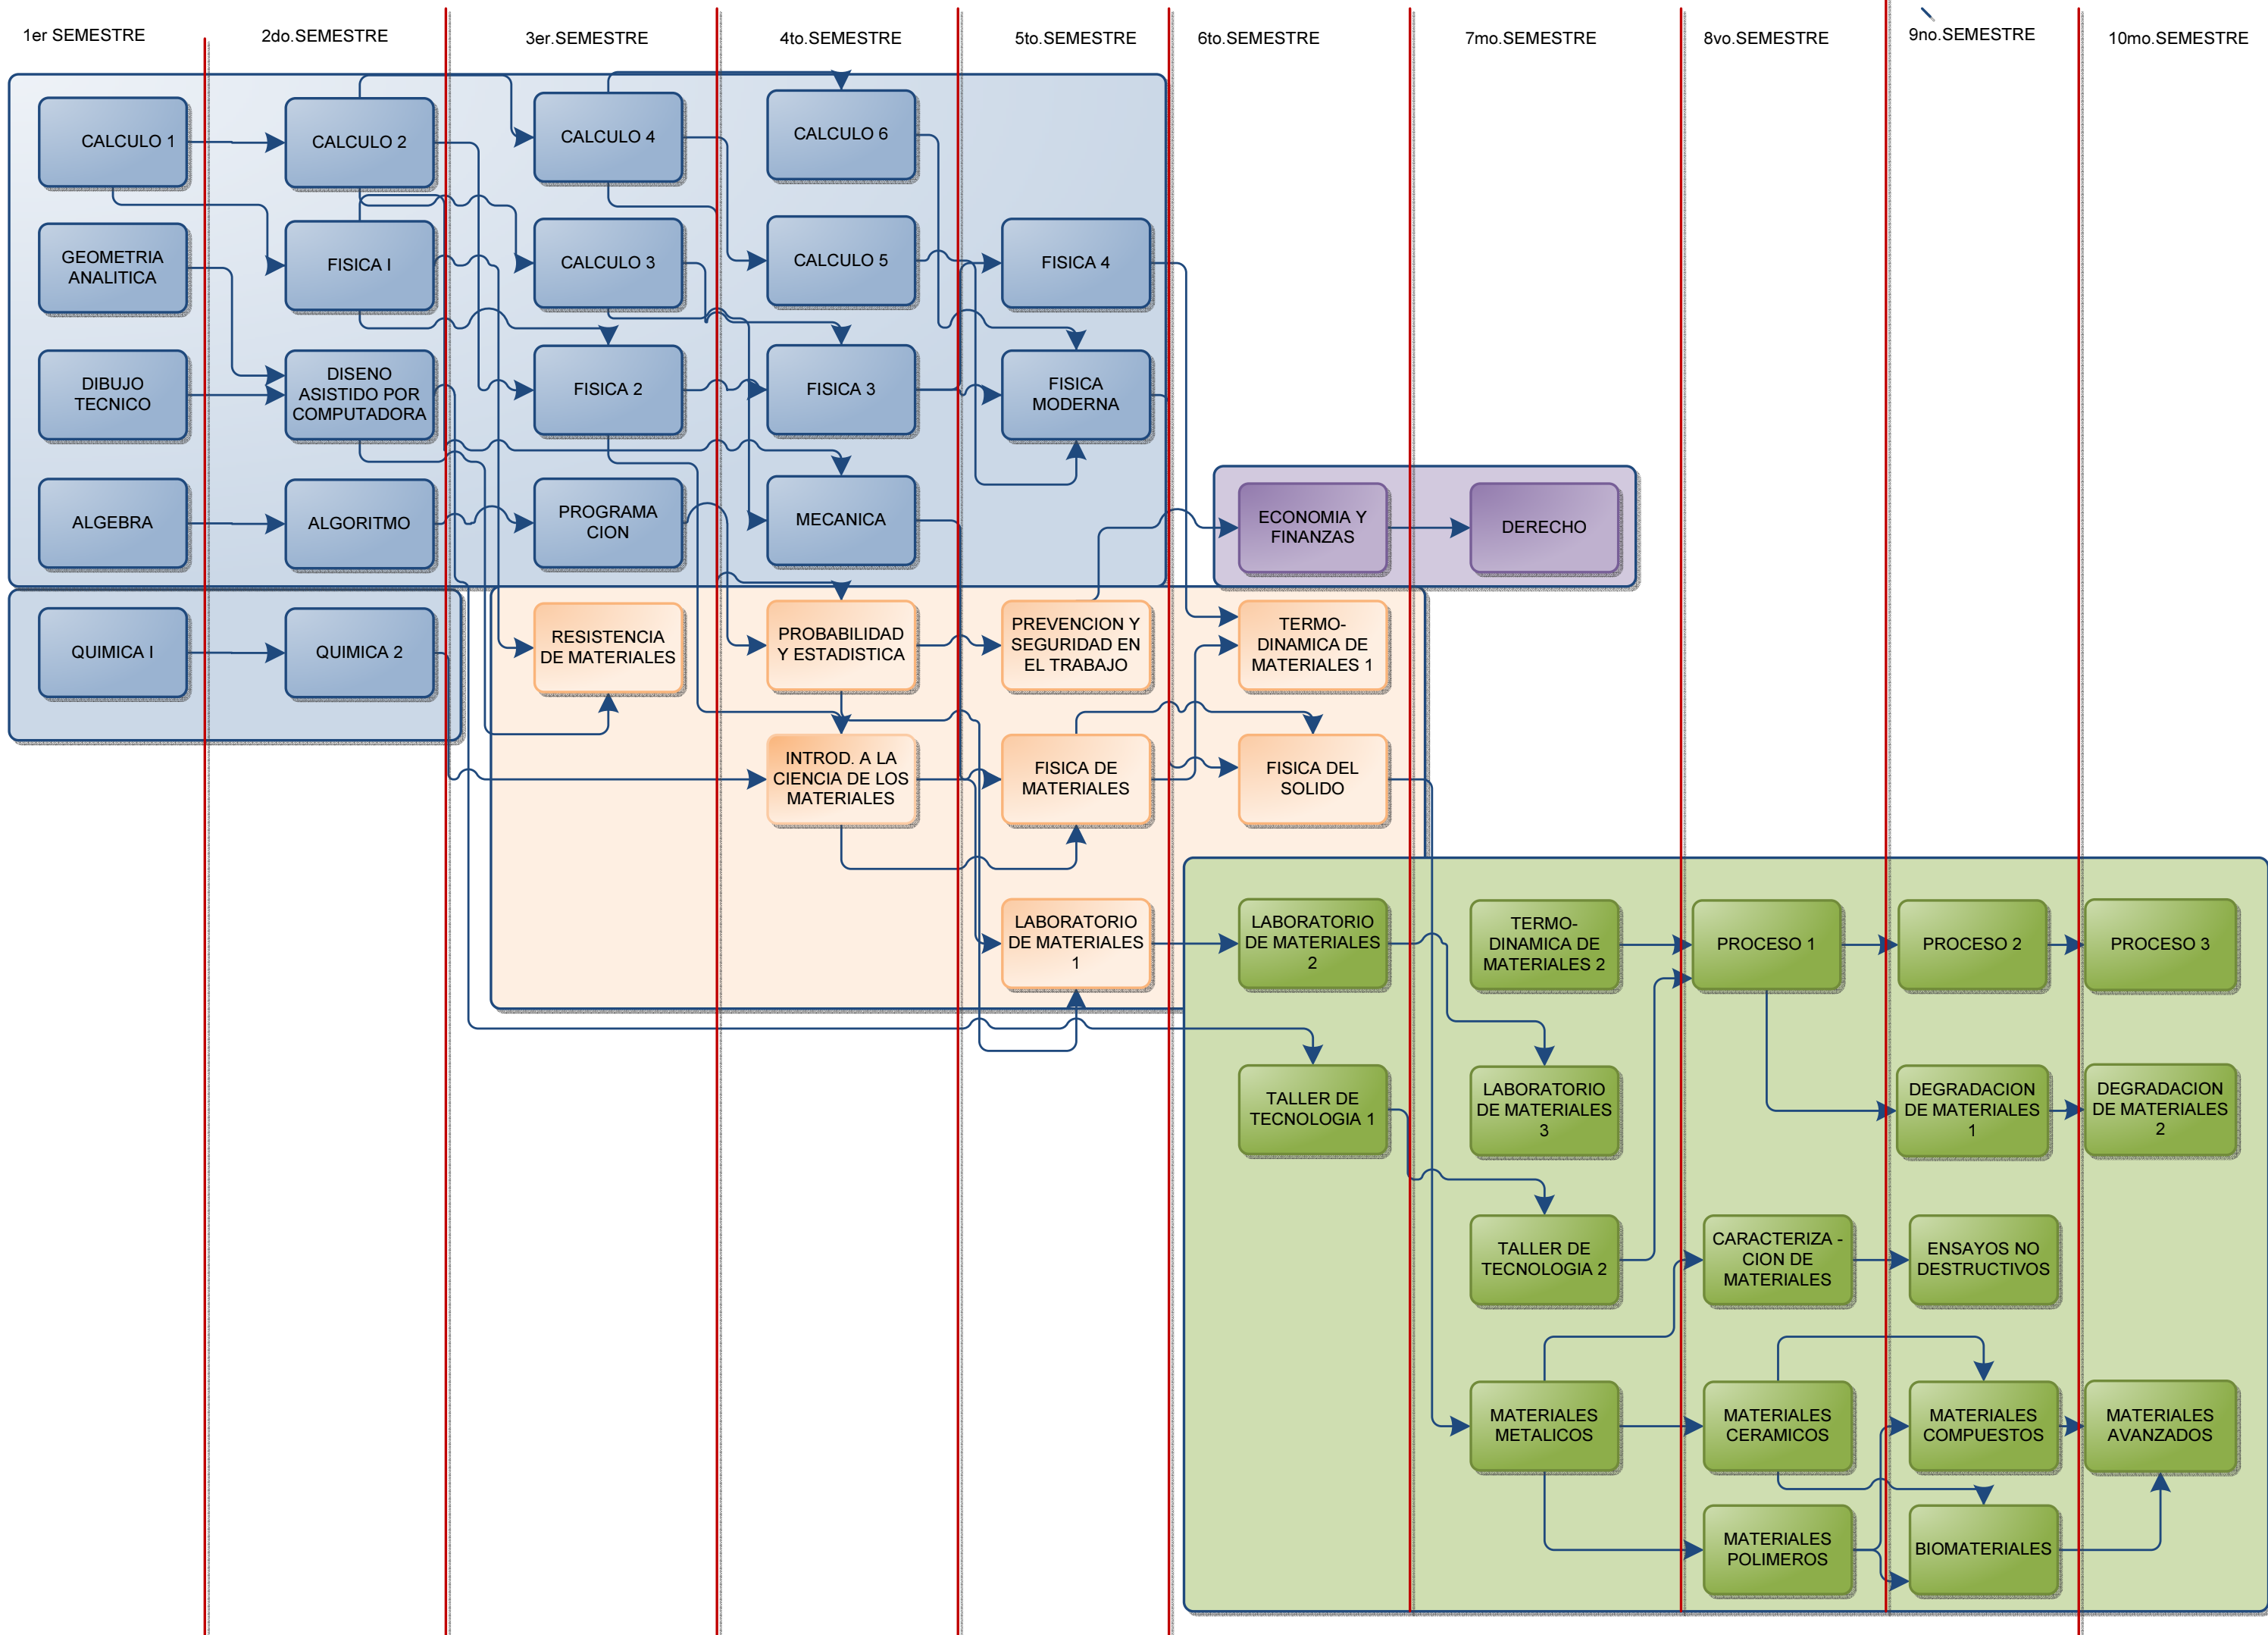 1er SEMESTRE
2do.SEMESTRE
3er.SEMESTRE
4to.SEMESTRE
5to.SEMESTRE
6to.SEMESTRE
7mo.SEMESTRE
8vo.SEMESTRE
9no.SEMESTRE
10mo.SEMESTRE
CALCULO 1
CALCULO 2
CALCULO 4
CALCULO 6
GEOMETRIA
ANALITICA
FISICA I
CALCULO 3
CALCULO 5
FISICA 4
DIBUJO
TECNICO
DISENO
ASISTIDO POR
COMPUTADORA
FISICA 2
FISICA 3
FISICA
MODERNA
ALGEBRA
ALGORITMO
PROGRAMA
CION
MECANICA
ECONOMIA Y
FINANZAS
DERECHO
QUIMICA I
QUIMICA 2
RESISTENCIA
DE MATERIALES
PROBABILIDAD
Y ESTADISTICA
PREVENCION Y
SEGURIDAD EN
EL TRABAJO
TERMO-
DINAMICA DE
MATERIALES 1
INTROD. A LA
CIENCIA DE LOS
MATERIALES
FISICA DE
MATERIALES
FISICA DEL
SOLIDO
LABORATORIO
DE MATERIALES
1
LABORATORIO
DE MATERIALES
2
TERMO-
DINAMICA DE
MATERIALES 2
PROCESO 1
PROCESO 2
PROCESO 3
TALLER DE
TECNOLOGIA 1
LABORATORIO
DE MATERIALES
3
DEGRADACION
DE MATERIALES
1
DEGRADACION
DE MATERIALES
2
TALLER DE
TECNOLOGIA 2
CARACTERIZA -
CION DE
MATERIALES
ENSAYOS NO
DESTRUCTIVOS
MATERIALES
METALICOS
MATERIALES
CERAMICOS
MATERIALES
COMPUESTOS
MATERIALES
AVANZADOS
MATERIALES
POLIMEROS
BIOMATERIALES